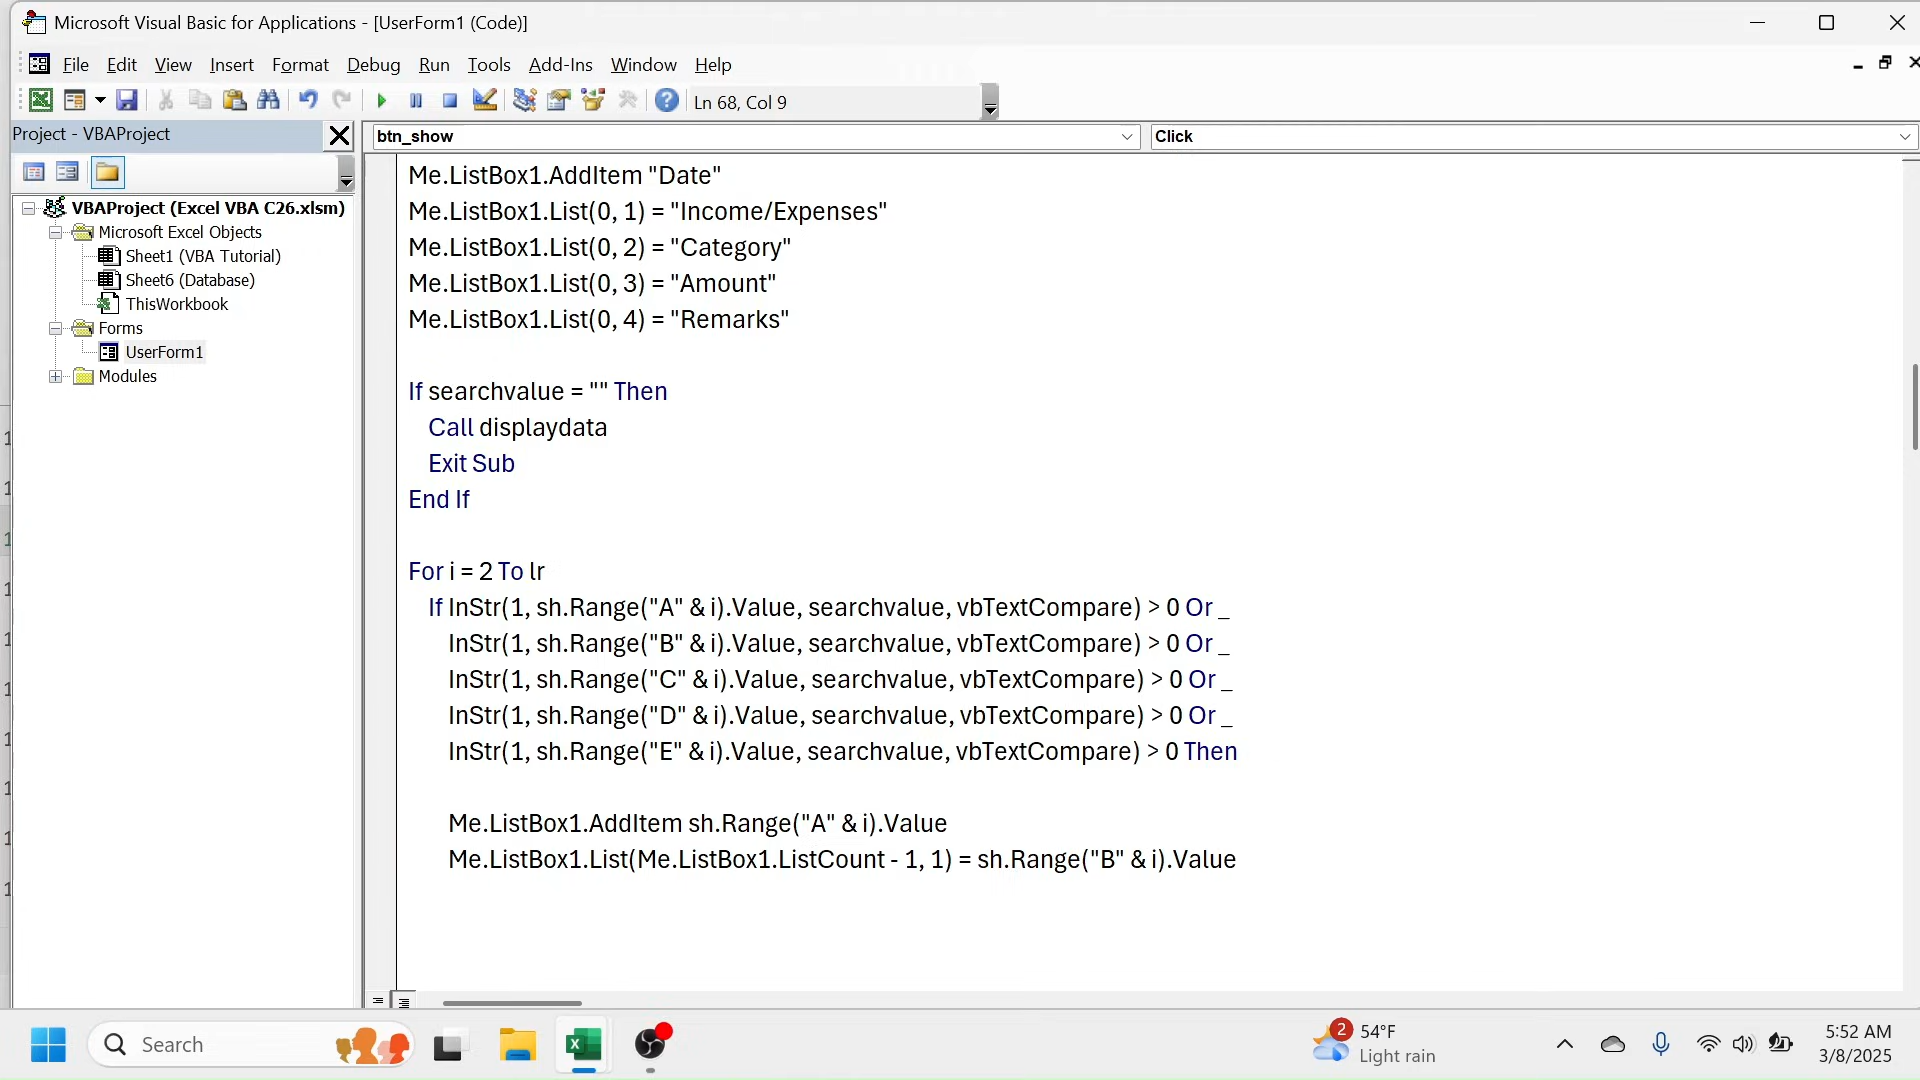 Microsoft Visual Basic for Applications - [UserForm1 (Code)]
File Edit View Insert Format Debug Run Tools Add-Ins Window Help
Ln 68, Col 9
Project - VBAProject
btn_show
Click
VBAProject (Excel VBA C26.xlsm)
Microsoft Excel Objects
Sheet1 (VBA Tutorial)
Sheet6 (Database)
ThisWorkbook
Forms
UserForm1
Modules
Me.ListBox1.AddItem "Date"
Me.ListBox1.List(0, 1) = "Income/Expenses"
Me.ListBox1.List(0, 2) = "Category"
Me.ListBox1.List(0, 3) = "Amount"
Me.ListBox1.List(0, 4) = "Remarks"
If searchvalue = "" Then
Call displaydata
Exit Sub
End If
For i = 2 To lr
If InStr(1, sh.Range("A" & i).Value, searchvalue, vbTextCompare) > 0 Or _
InStr(1, sh.Range("B" & i).Value, searchvalue, vbTextCompare) > 0 Or _
InStr(1, sh.Range("C" & i).Value, searchvalue, vbTextCompare) > 0 Or _
InStr(1, sh.Range("D" & i).Value, searchvalue, vbTextCompare) > 0 Or _
InStr(1, sh.Range("E" & i).Value, searchvalue, vbTextCompare) > 0 Then
Me.ListBox1.AddItem sh.Range("A" & i).Value
Me.ListBox1.List(Me.ListBox1.ListCount - 1, 1) = sh.Range("B" & i).Value
Search
2
54°F
Light rain
5:52 AM
3/8/2025